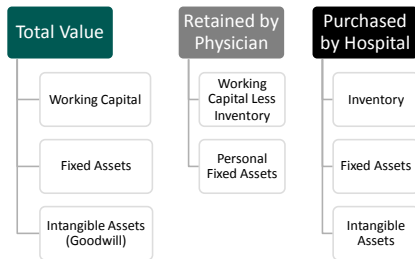 Total Value
Working Capital
Fixed Assets
Intangible Assets
(Goodwill)
Retained by
Physician
Working
Capital Less
Inventory
Personal
Fixed Assets
Purchased
by Hospital
Inventory
Fixed Assets
Intangible
Assets